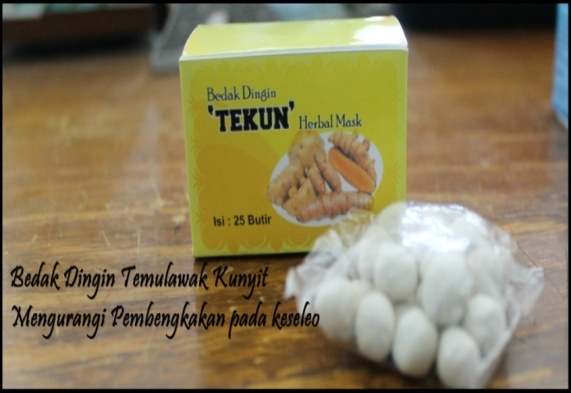 Bedak Dingin
'TEKUN' Herbal Mask
Isi : 25 Butir
Bedak Dingin Temulawak Kunyit
Mengurangi Pembengkakan pada keseleo